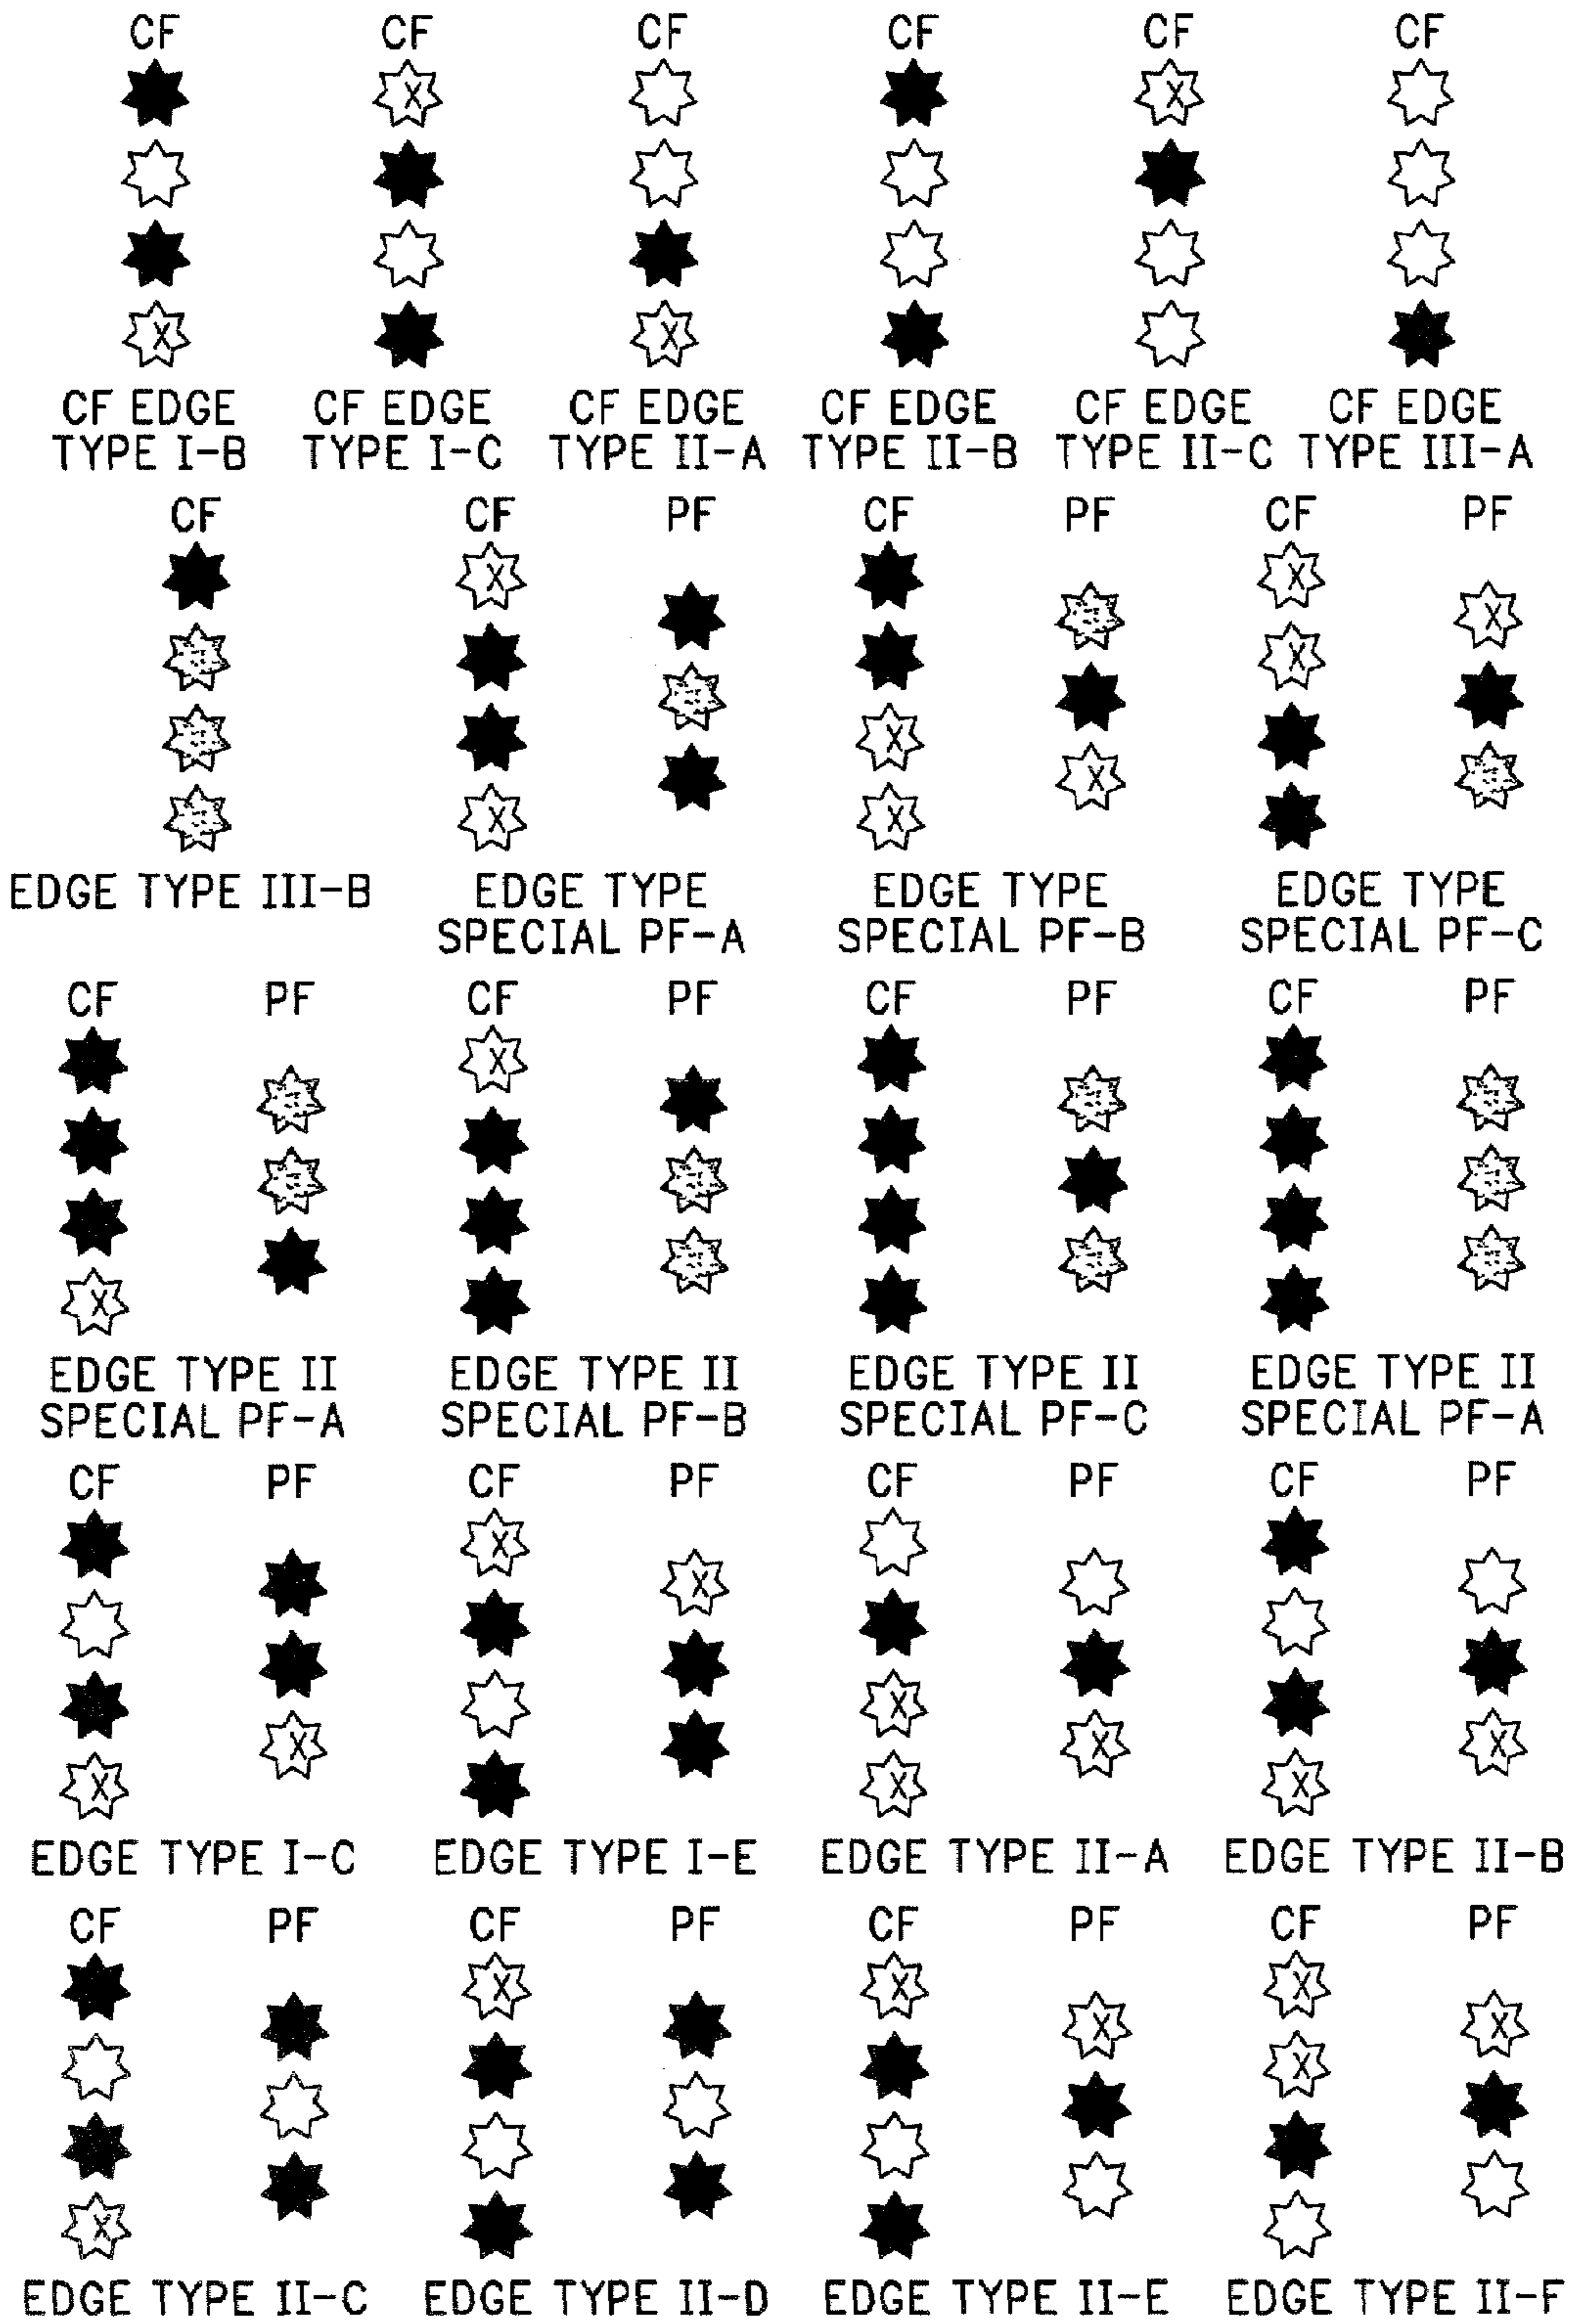 CF CF CF CF CF CF
X X
X X
CF EDGE CF EDGE CF EDGE CF EDGE CF EDGE CF EDGE
TYPE I-B TYPE I-C TYPE II-A TYPE II-B TYPE II-C TYPE III-A
CF CF PF CF PF CF PF
X X
X
X
X X
X X
EDGE TYPE III-B EDGE TYPE EDGE TYPE EDGE TYPE
SPECIAL PF-A SPECIAL PF-B SPECIAL PF-C
CF PF CF PF CF PF CF PF
X
X
EDGE TYPE II EDGE TYPE II EDGE TYPE II EDGE TYPE II
SPECIAL PF-A SPECIAL PF-B SPECIAL PF-C SPECIAL PF-A
CF PF CF PF CF PF CF PF
X
X
X
X X X
X X X
EDGE TYPE I-C EDGE TYPE I-E EDGE TYPE II-A EDGE TYPE II-B
CF PF CF PF CF PF CF PF
X X X
X X
X
X
EDGE TYPE II-C EDGE TYPE II-D EDGE TYPE II-E EDGE TYPE II-F